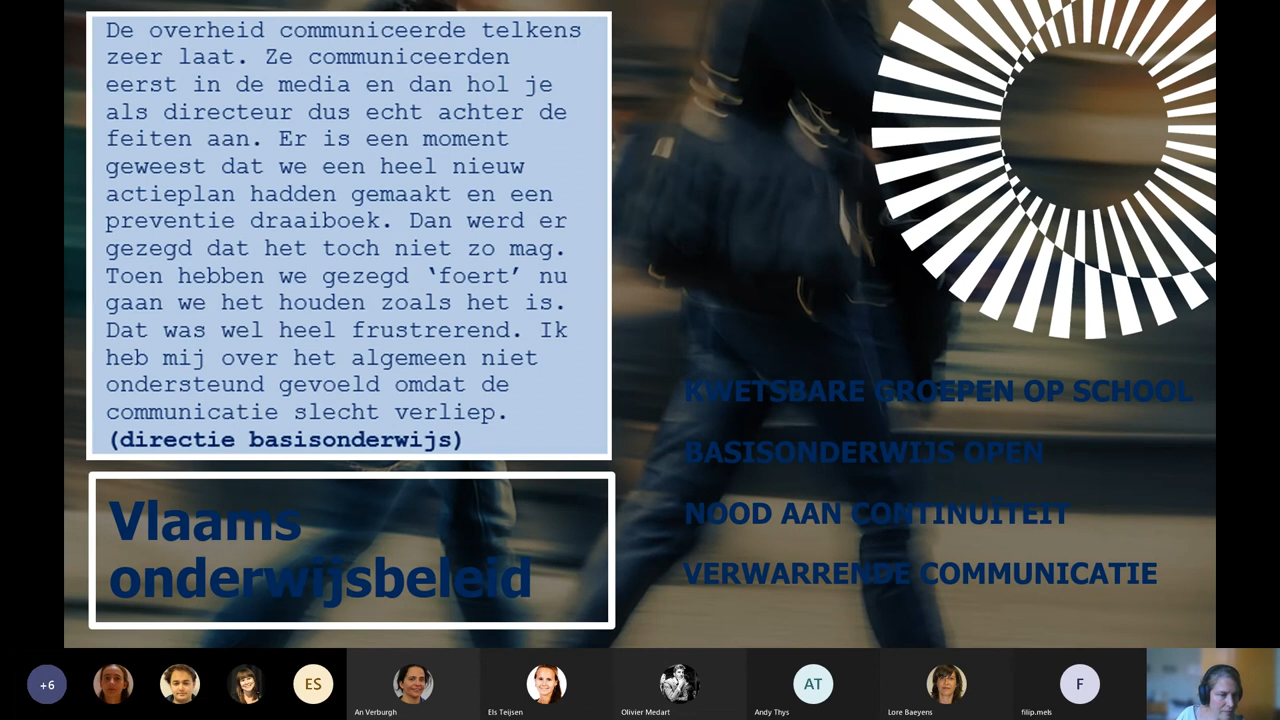 De overheid communiceerde telkens
zeer laat. Ze communiceerden
eerst in de media en dan hol je
als directeur dus echt achter de
feiten aan. Er is een moment
geweest dat we een heel nieuw
actieplan hadden gemaakt en een
preventie draaiboek. Dan werd er
gezegd dat het toch niet zo mag.
Toen hebben we gezegd ‘foert’ nu
gaan we het houden zoals het is.
Dat was wel heel frustrerend. Ik
heb mij over het algemeen niet
ondersteund gevoeld omdat de
communicatie slecht verliep.
(directie basisonderwijs)
Vlaams
onderwijsbeleid
KWETSBARE GROEPEN OP SCHOOL
BASISONDERWIJS OPEN
NOOD AAN CONTINUÏTEIT
VERWARRENDE COMMUNICATIE
+6
ES
An Verburgh
Els Teijsen
Olivier Medart
AT
Andy Thys
Lore Baeyens
F
filip.mels